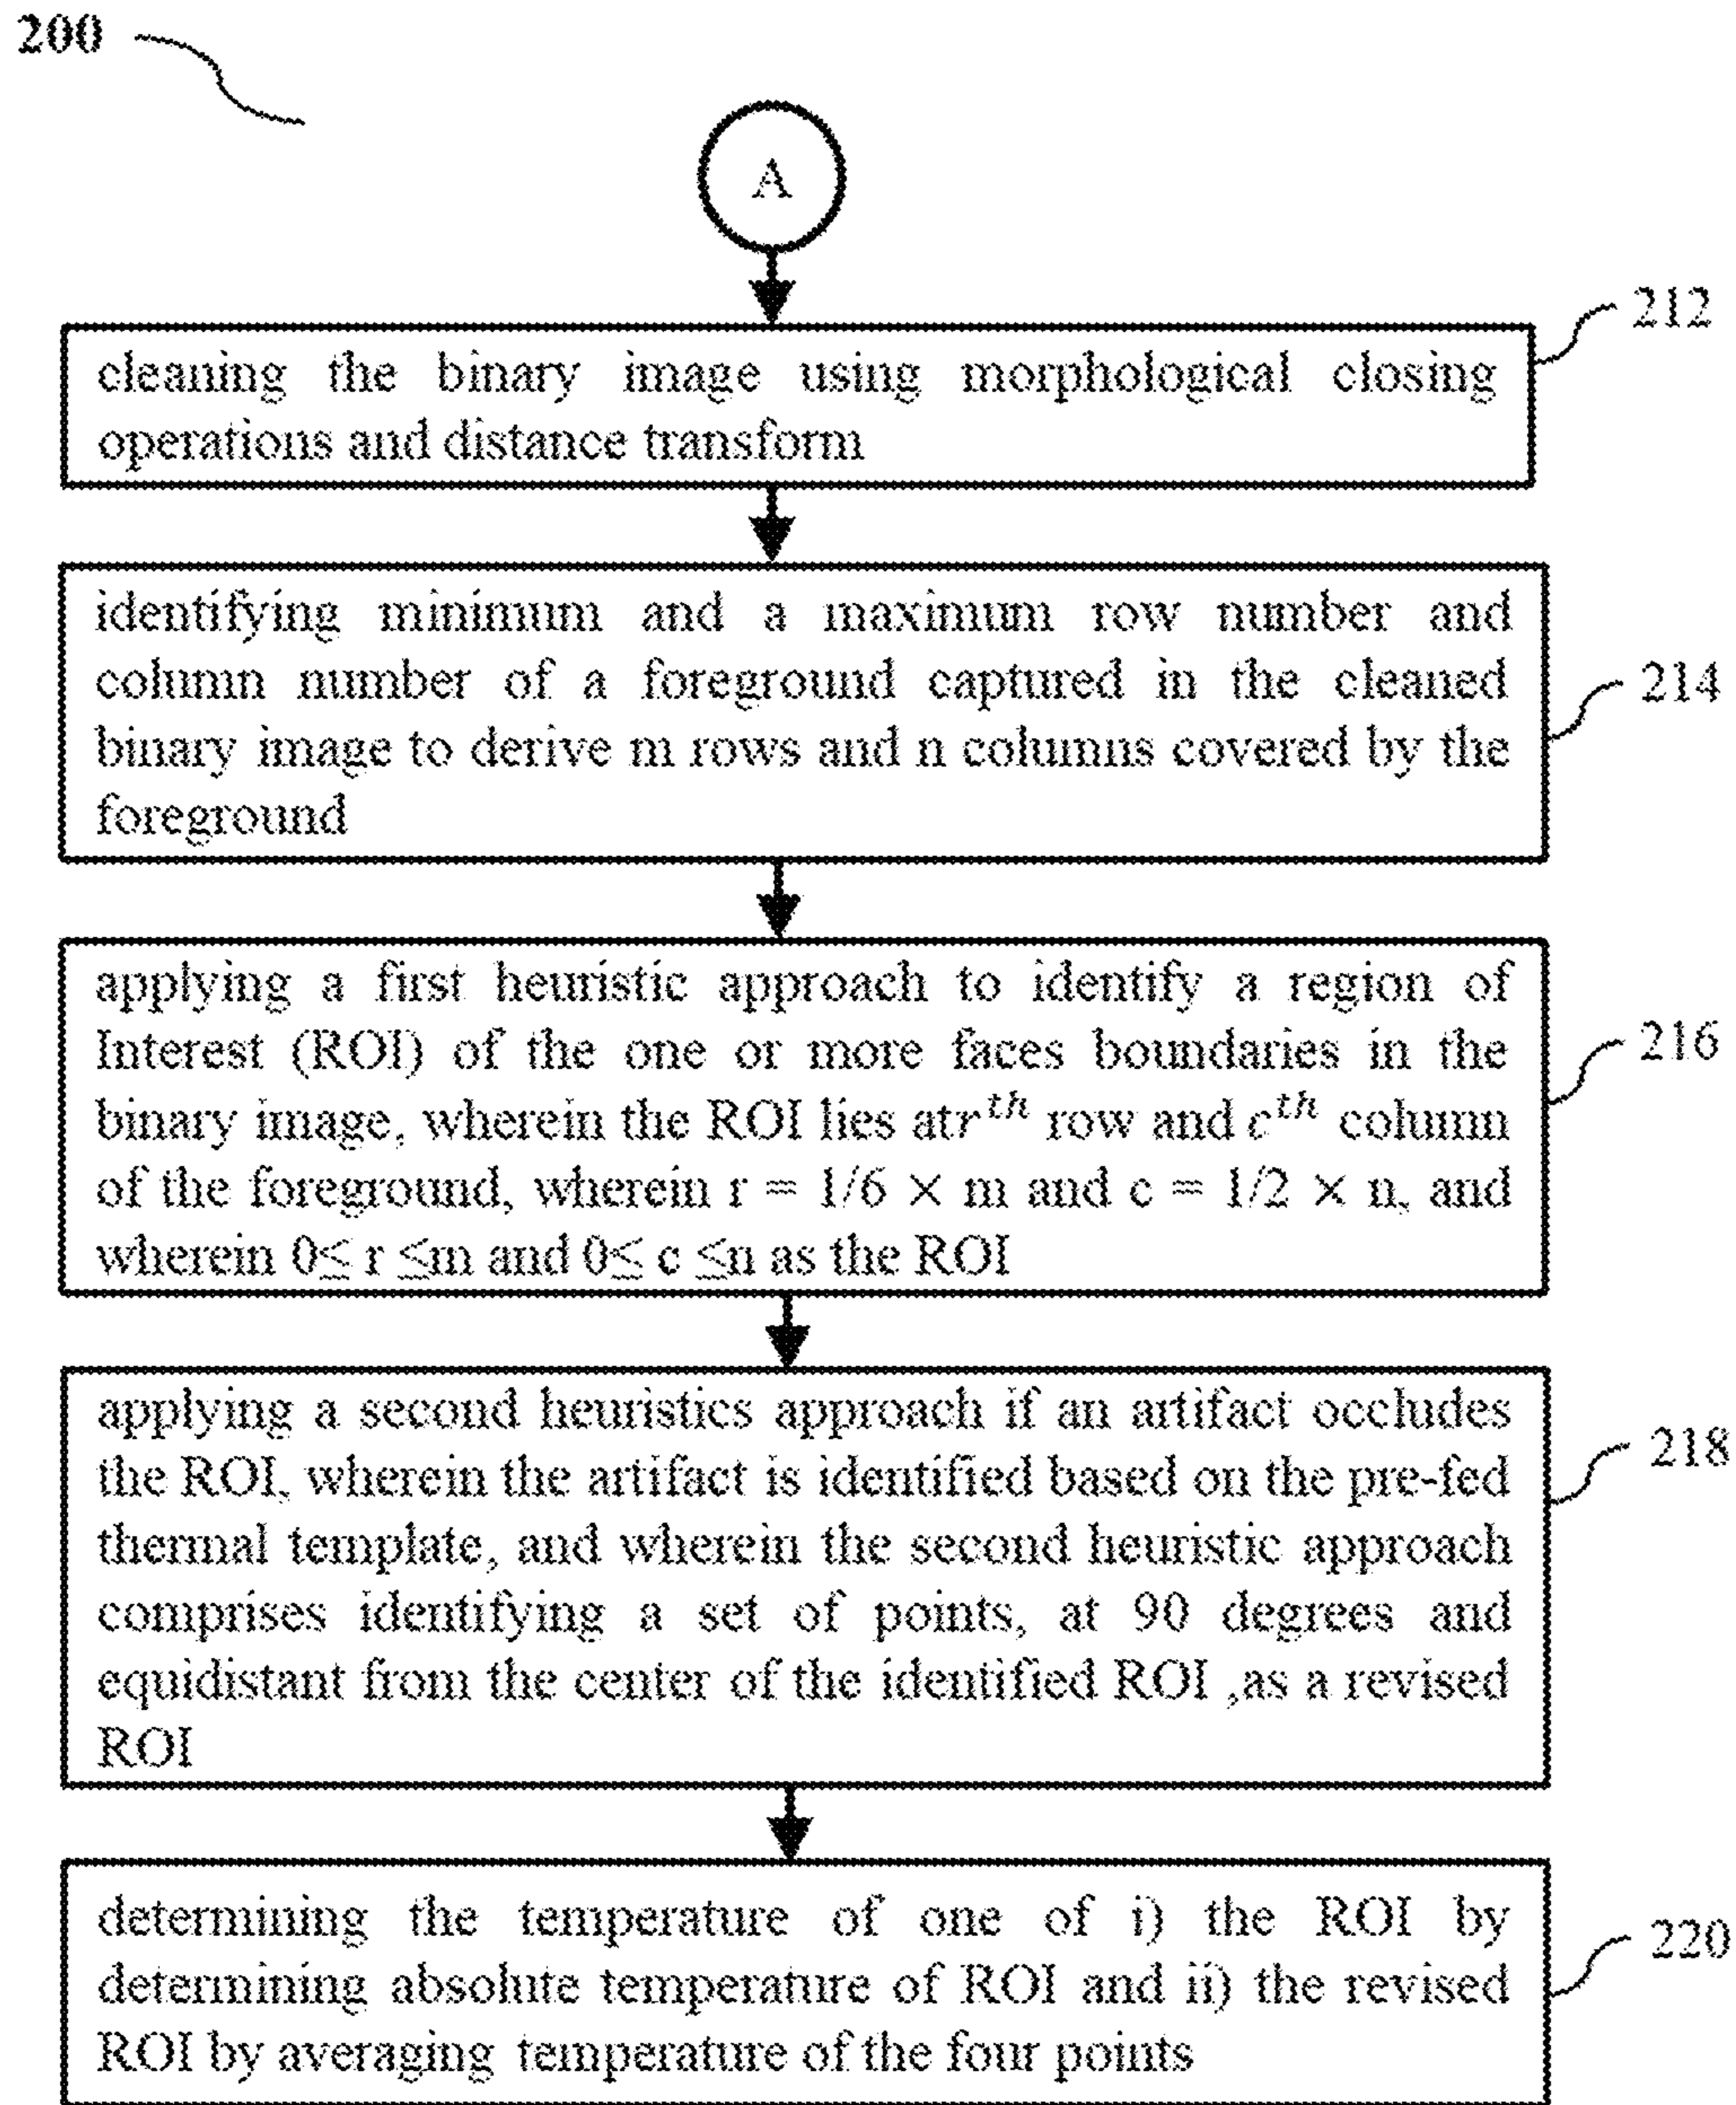 200
A
212
cleaning the binary image using morphological closing
operations and distance transform
identifying minimum and a maximum row number and
column number of a foreground captured in the cleaned
binary image to derive m rows and n columns covered by the
foreground
214
applying a first heuristic approach to identify a region of
Interest (ROI) of the one or more faces boundaries in the
binary image, wherein the ROI lies at𝑟ᵗʰ row and 𝑐ᵗʰ column
of the foreground, wherein r = 1/6 × m and c = 1/2 × n, and
wherein 0≤ r ≤m and 0≤ c ≤n as the ROI
216
applying a second heuristics approach if an artifact occludes
the ROI, wherein the artifact is identified based on the pre-fed
thermal template, and wherein the second heuristic approach
comprises identifying a set of points, at 90 degrees and
equidistant from the center of the identified ROI ,as a revised
ROI
218
determining the temperature of one of i) the ROI by
determining absolute temperature of ROI and ii) the revised
ROI by averaging temperature of the four points
220